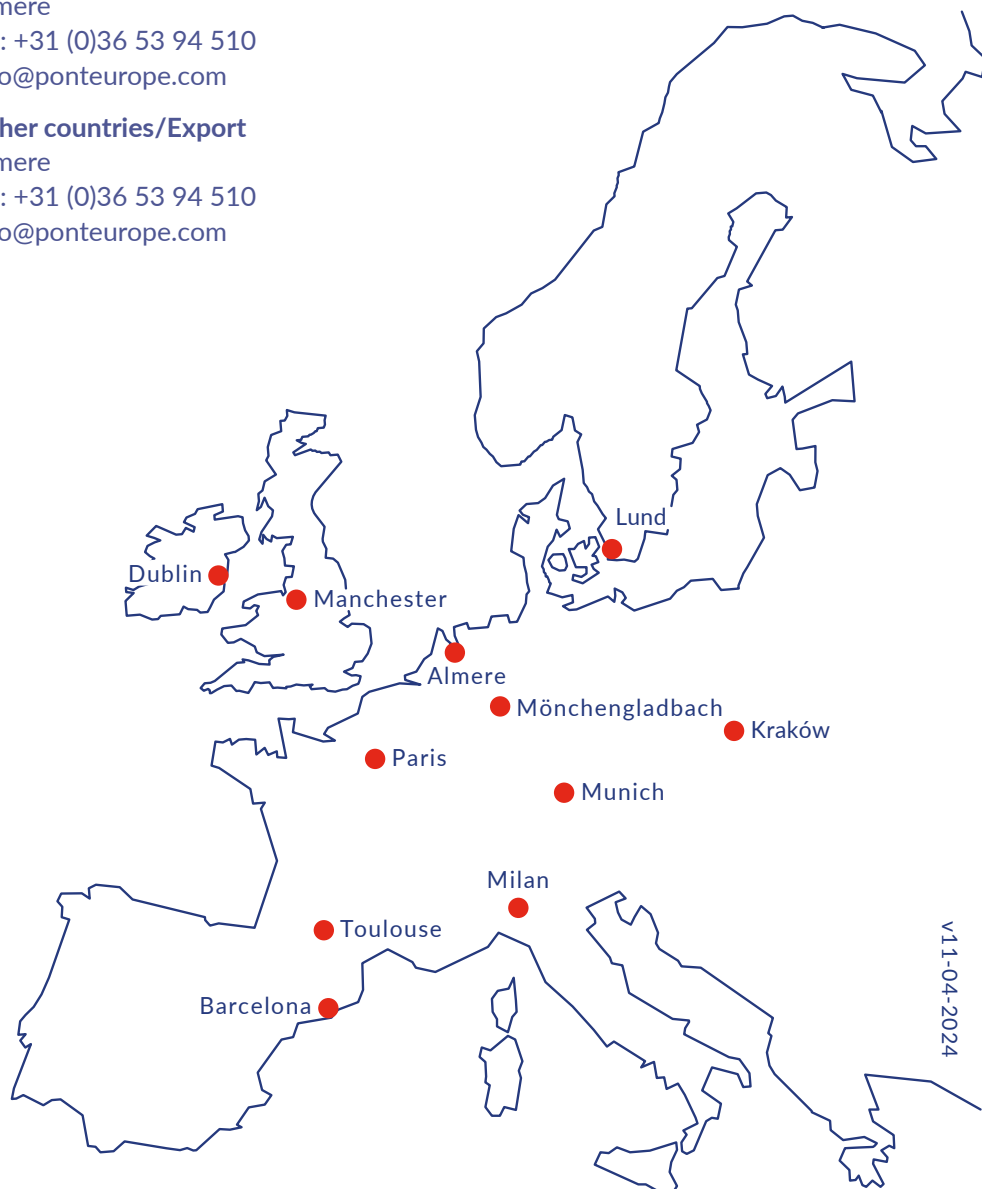 mere
: +31 (0)36 53 94 510
o@ponteurope.com
her countries/Export
mere
: +31 (0)36 53 94 510
o@ponteurope.com
Lund
Dublin
Manchester
Almere
Mönchengladbach
Kraków
Paris
Munich
Milan
Toulouse
Barcelona
v11-04-2024